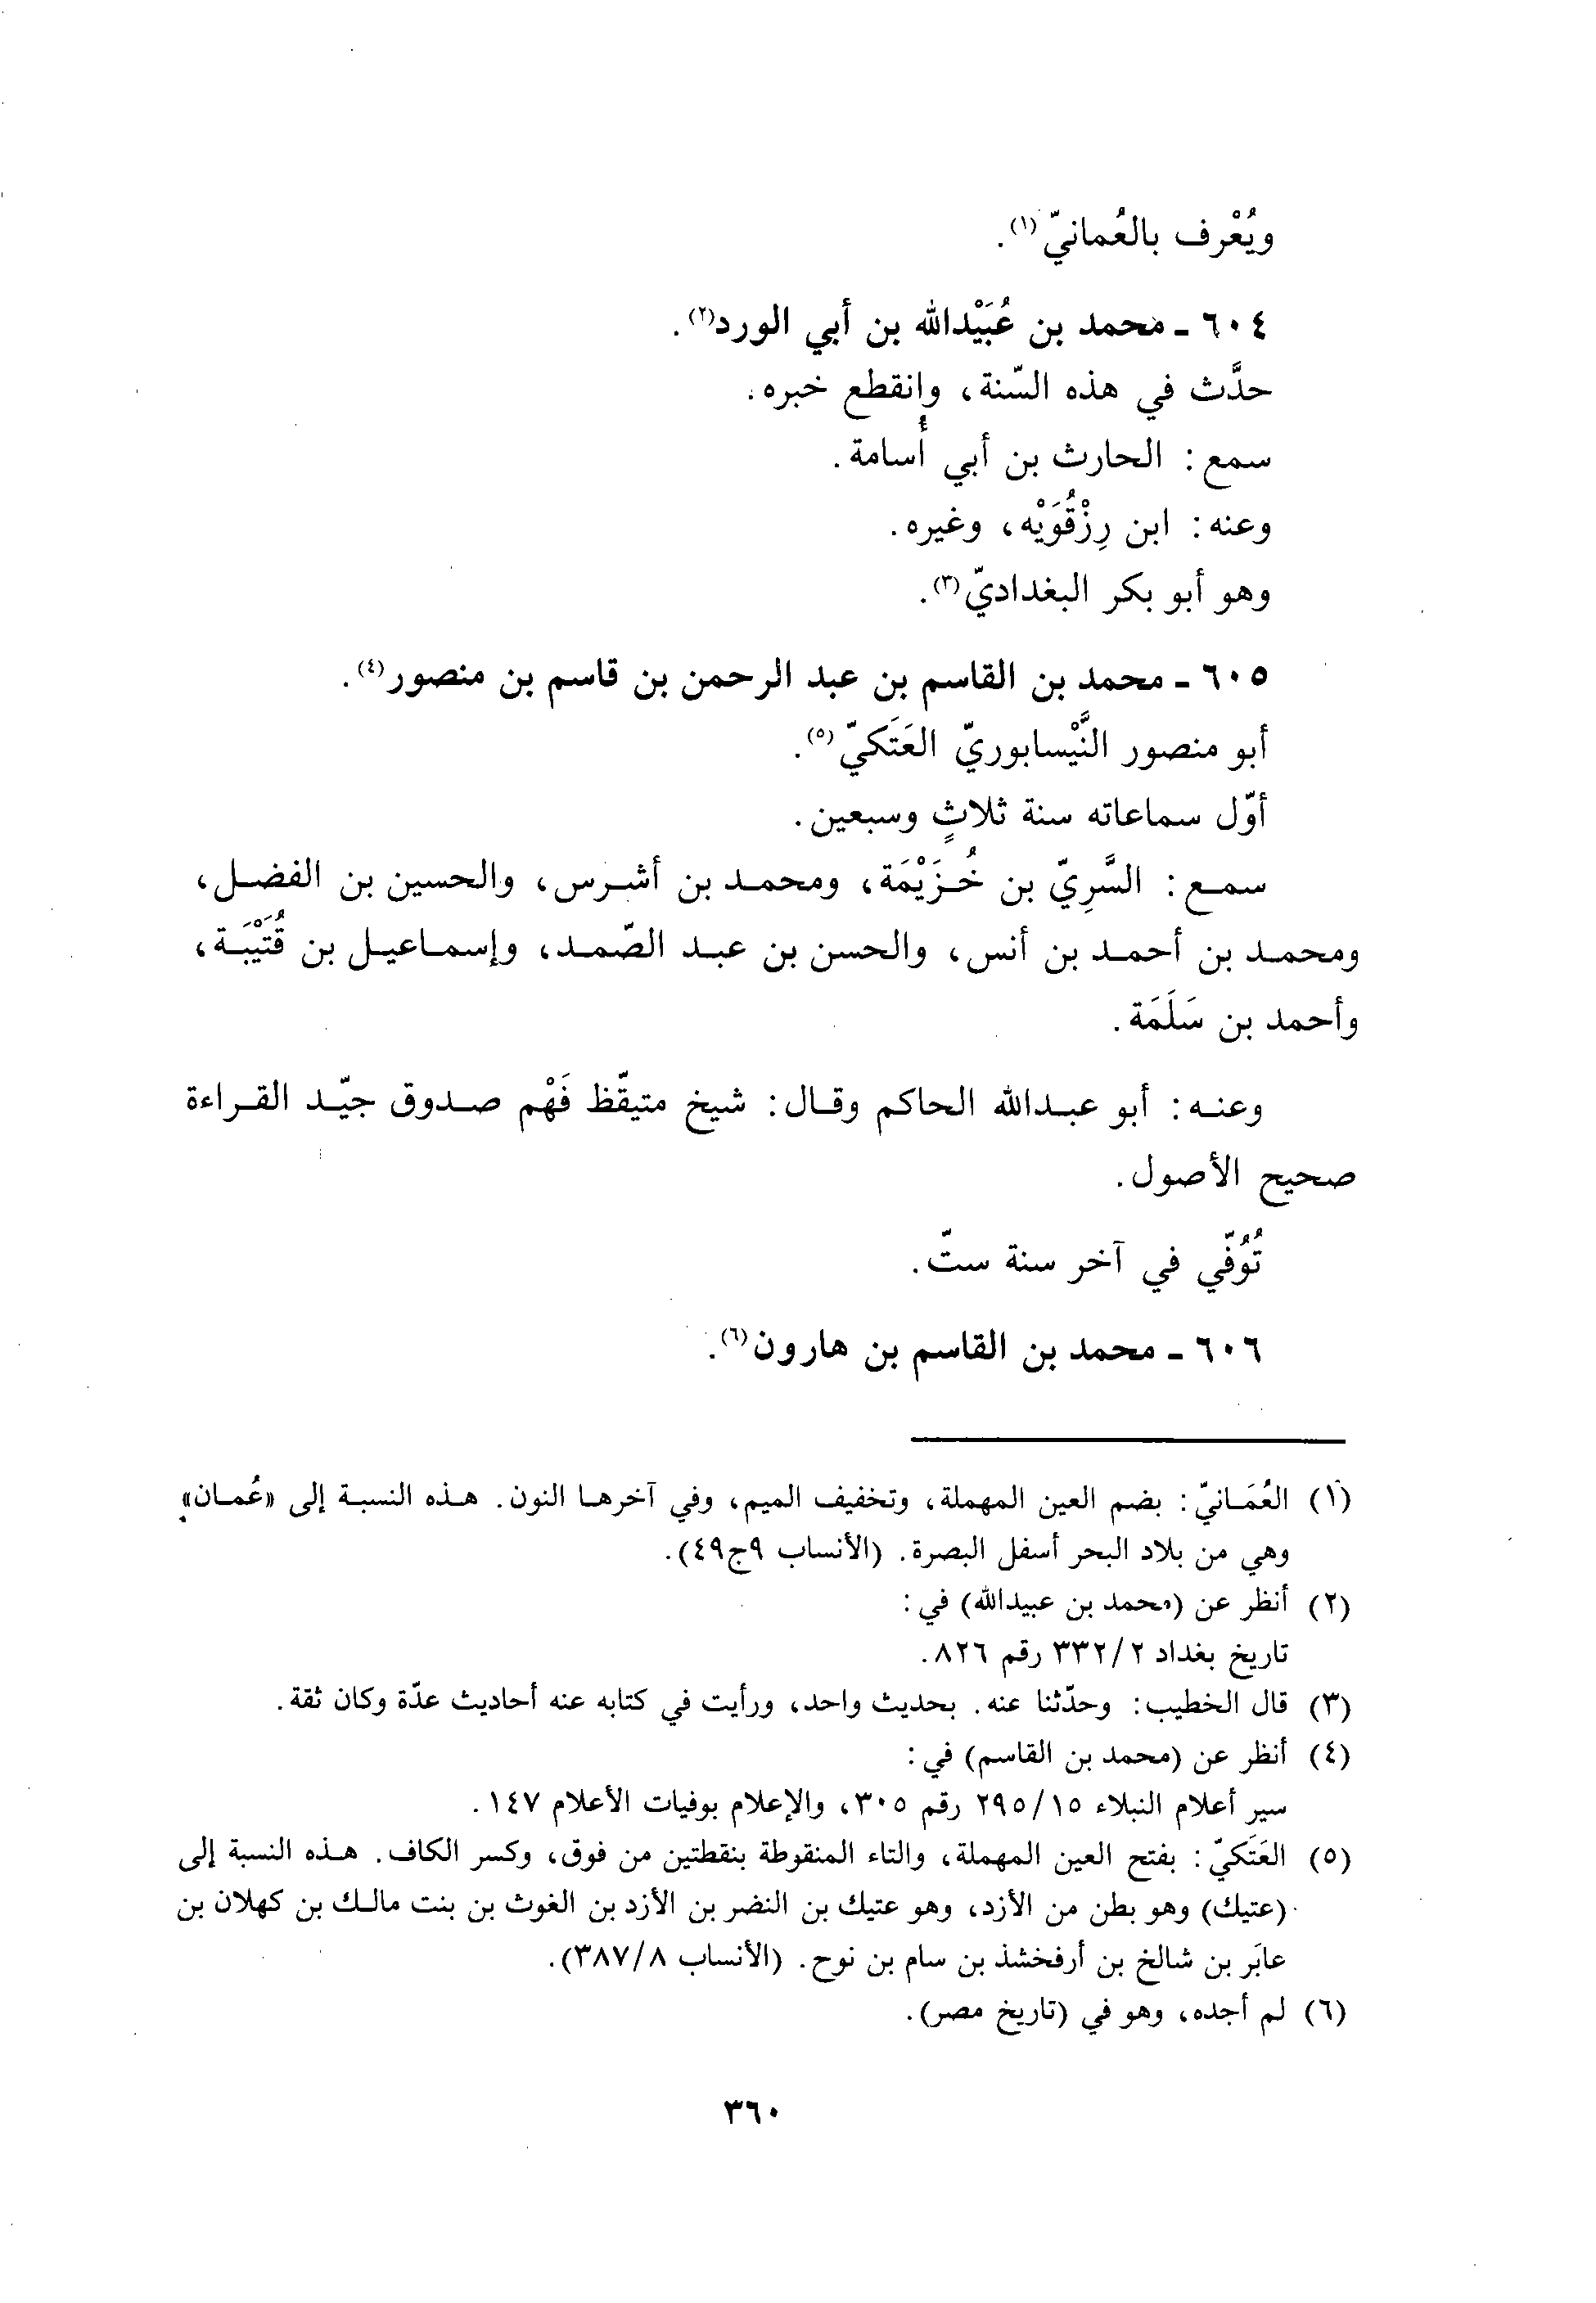 ويُعْرف بالعُمانيّ(١).
٦٠٤ ـ محمد بن عُبَيْدالله بن أبي الورد(٢).
حدَّث في هذه السّنة، وانقطع خبره.
سمع: الحارث بن أبي أُسامة.
وعنه: ابن رِزْقُوَيْه، وغيره.
وهو أبو بكر البغداديّ(٣).
٦٠٥ ـ محمد بن القاسم بن عبد الرحمن بن قاسم بن منصور(٤).
أبو منصور النَّيْسابوريّ العَتَكيّ(٥).
أوّل سماعاته سنة ثلاثٍ وسبعين.
سمع: السَّرِيّ بن خُزَيْمَة، ومحمد بن أشرس، والحسين بن الفضل،
ومحمد بن أحمد بن أنس، والحسن بن عبد الصّمد، وإسماعيل بن قُتَيْبَة،
وأحمد بن سَلَمَة.
وعنه: أبو عبدالله الحاكم وقال: شيخ متيقّظ فَهْم صدوق جيّد القراءة
صحيح الأصول.
تُوُفّي في آخر سنة ستّ.
٦٠٦ ـ محمد بن القاسم بن هارون(٦).
(١) العُمَانيّ: بضم العين المهملة، وتخفيف الميم، وفي آخرها النون. هذه النسبة إلى «عُمان»
وهي من بلاد البحر أسفل البصرة. (الأنساب ٩ج٤٩).
(٢) أنظر عن (محمد بن عبيدالله) في:
تاريخ بغداد ٣٣٢/٢ رقم ٨٢٦.
(٣) قال الخطيب: وحدّثنا عنه. بحديث واحد، ورأيت في كتابه عنه أحاديث عدّة وكان ثقة.
(٤) أنظر عن (محمد بن القاسم) في:
سير أعلام النبلاء ٢٩٥/١٥ رقم ٣٠٥، والإعلام بوفيات الأعلام ١٤٧.
(٥) العَتَكيّ: بفتح العين المهملة، والتاء المنقوطة بنقطتين من فوق، وكسر الكاف. هذه النسبة إلى
(عتيك) وهو بطن من الأزد، وهو عتيك بن النضر بن الأزد بن الغوث بن بنت مالك بن كهلان بن
عابَر بن شالخ بن أرفخشذ بن سام بن نوح. (الأنساب ٣٨٧/٨).
(٦) لم أجده، وهو في (تاريخ مصر).
٣٦٠